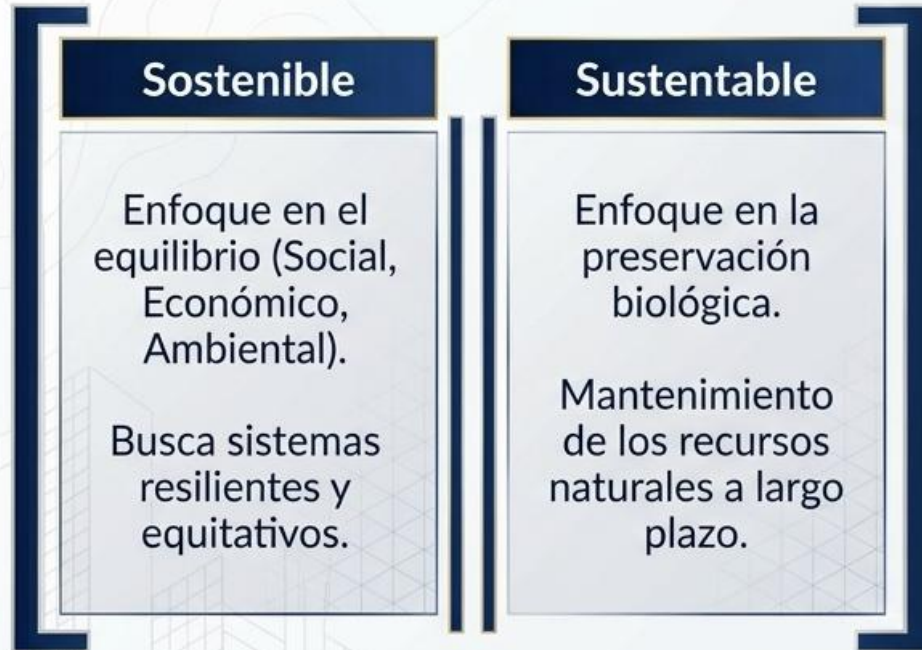 Sostenible
Enfoque en el
equilibrio (Social,
Económico,
Ambiental).
Busca sistemas
resilientes y
equitativos.
Sustentable
Enfoque en la
preservación
biológica.
Mantenimiento
de los recursos
naturales a largo
plazo.